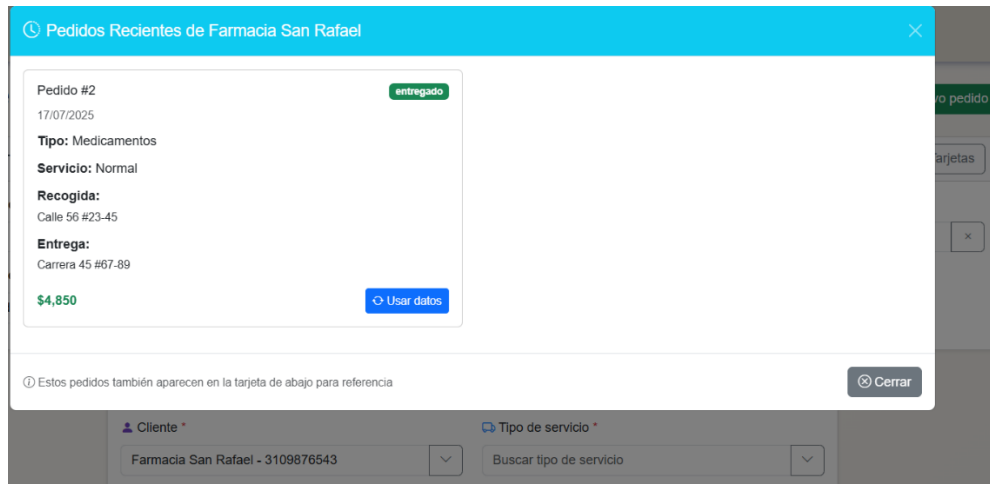 Pedidos Recientes de Farmacia San Rafael
Pedido #2
entregado
17/07/2025
Tipo: Medicamentos
Servicio: Normal
Recogida:
Calle 56 #23-45
Entrega:
Carrera 45 #67-89
$4,850
Usar datos
Estos pedidos también aparecen en la tarjeta de abajo para referencia
Cerrar
vo pedido
arjetas
Cliente *
Tipo de servicio *
Farmacia San Rafael - 3109876543
Buscar tipo de servicio